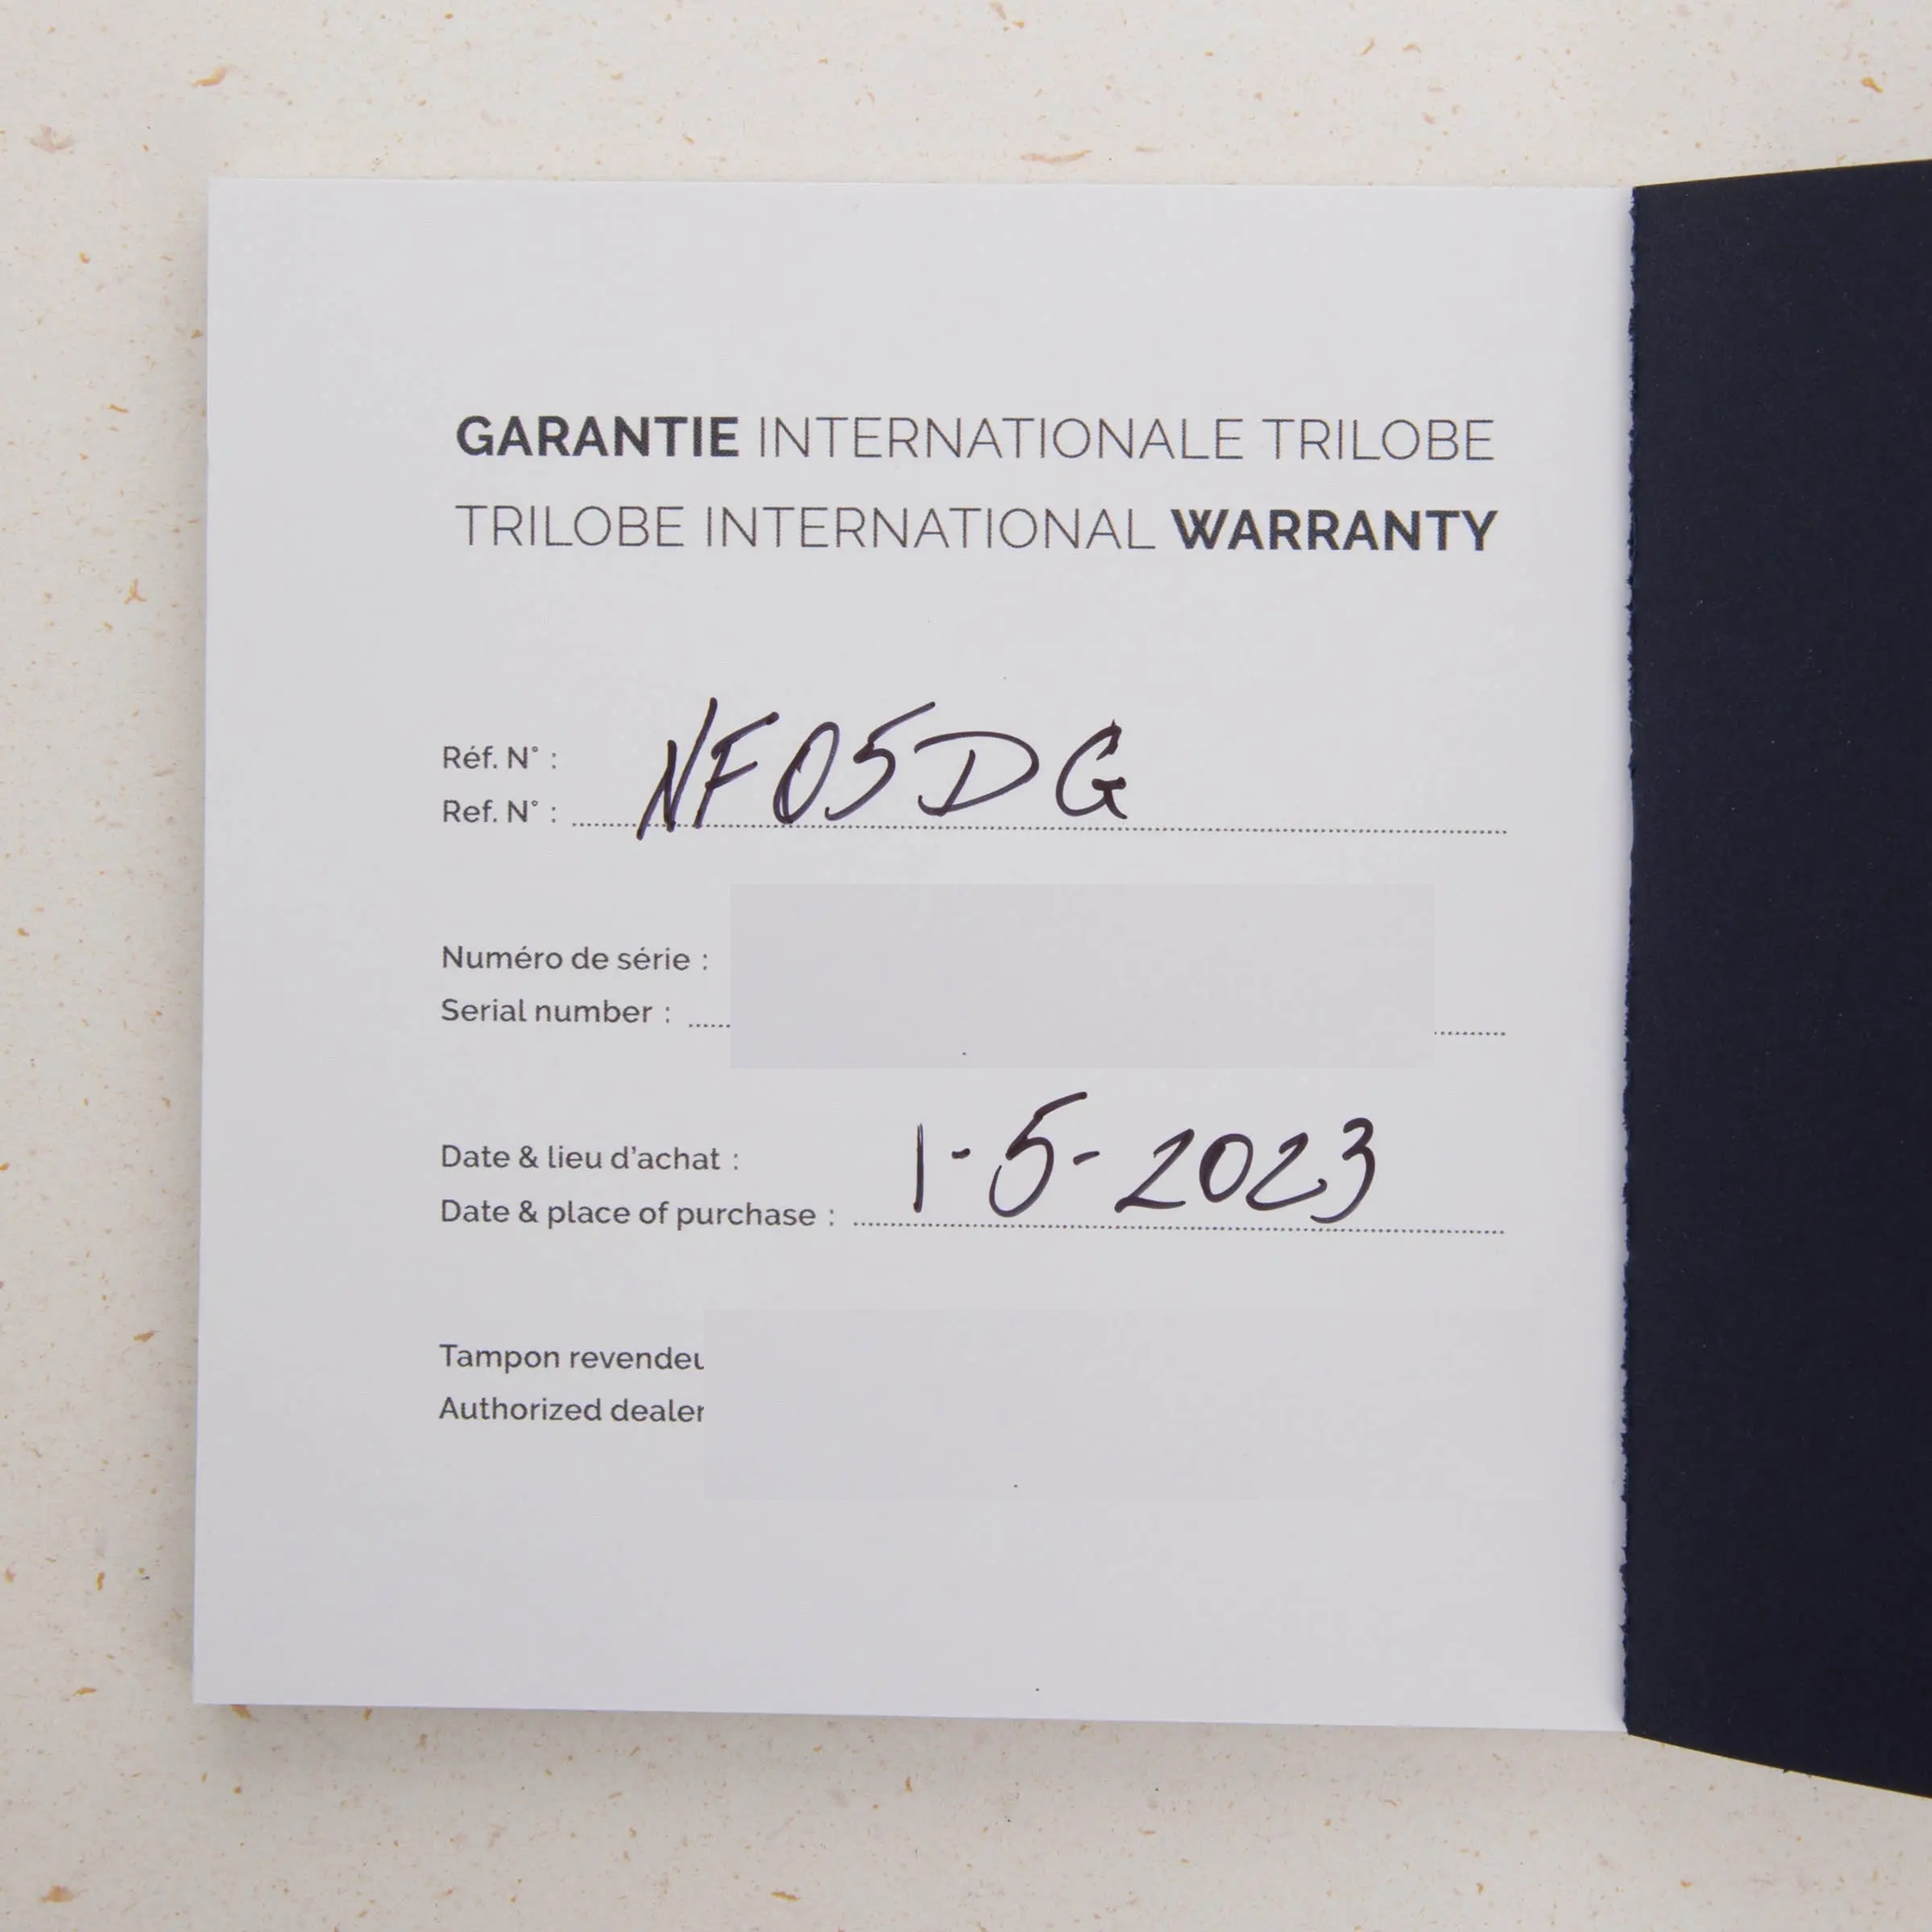 GARANTIE INTERNATIONALE TRILOBE
TRILOBE INTERNATIONAL WARRANTY
Réf. N° :
Ref. N° : NF05DG
Numéro de série :
Serial number :
Date & lieu d'achat :
Date & place of purchase : 1-5-2023
Tampon
Authorized dealer